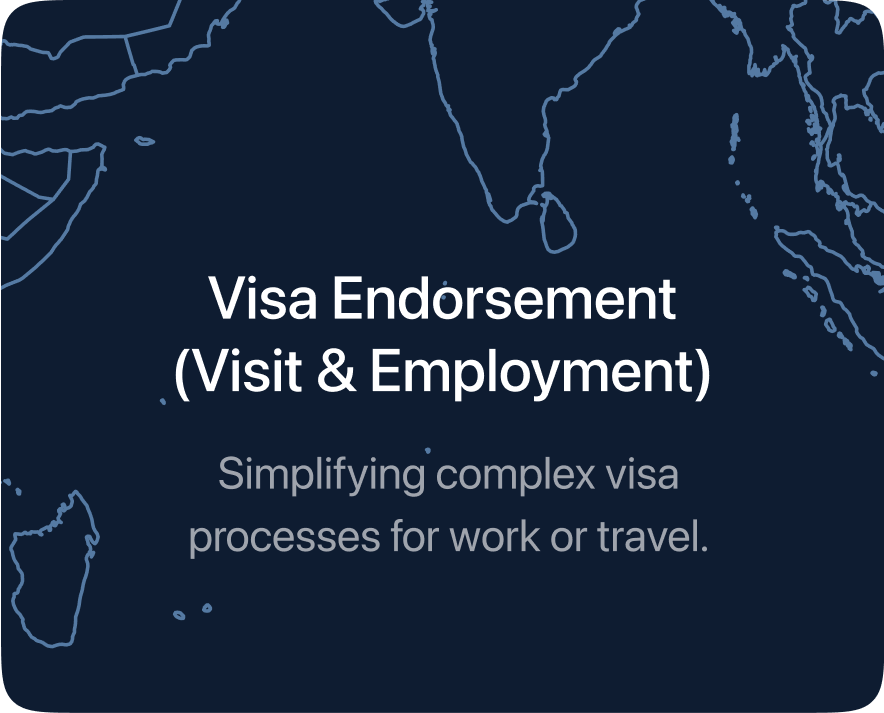 Visa Endorsement
(Visit & Employment)
Simplifying complex visa
processes for work or travel.